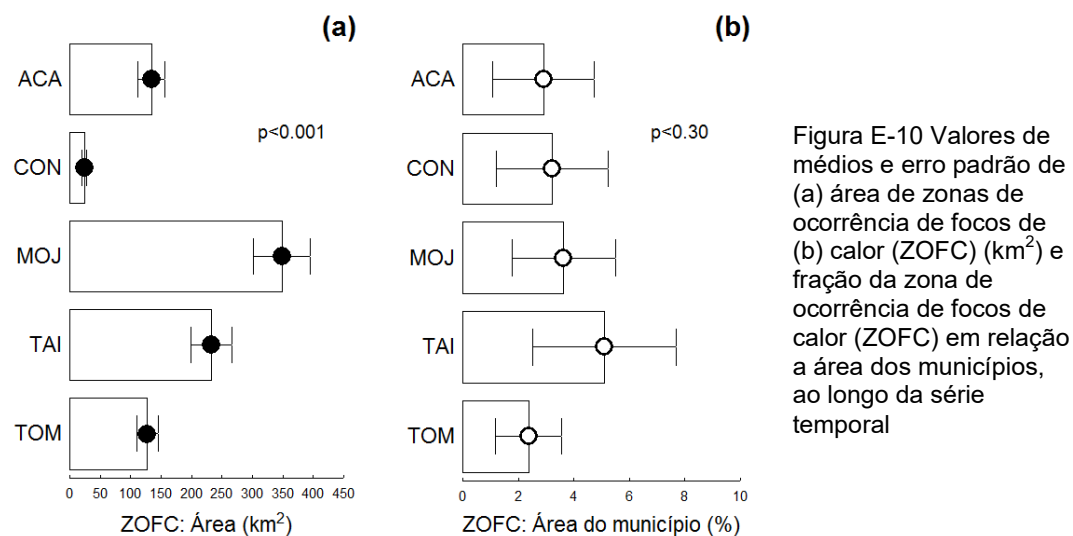 (a)
ACA
CON
MOJ
TAI
TOM
p<0.001
0 50 100 150 200 250 300 350 400 450
ZOFC: Área (km²)
(b)
ACA
CON
MOJ
TAI
TOM
p<0.30
0 2 4 6 8 10
ZOFC: Área do município (%)
Figura E-10 Valores de
médios e erro padrão de
(a) área de zonas de
ocorrência de focos de
(b) calor (ZOFC) (km²) e
fração da zona de
ocorrência de focos de
calor (ZOFC) em relação
a área dos municípios,
ao longo da série
temporal